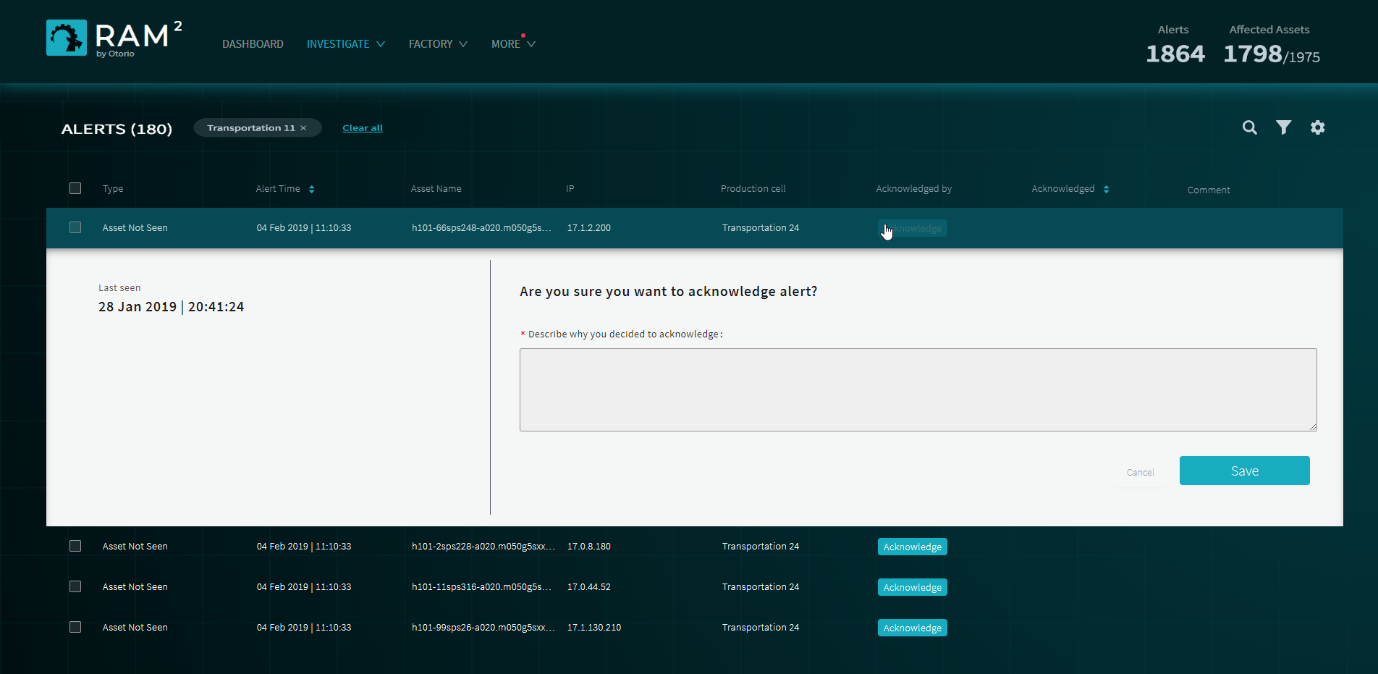 RAM²
by Otorio
DASHBOARD INVESTIGATE FACTORY MORE
Alerts
1864
Affected Assets
1798/1975
ALERTS (180) Transportation 11 × Clear all
Type Alert Time Asset Name IP Production cell Acknowledged by Acknowledged Comment
Asset Not Seen 04 Feb 2019 | 11:10:33 h101-66sps248-a020.m050g5s... 17.1.2.200 Transportation 24
Last seen
28 Jan 2019 | 20:41:24
Are you sure you want to acknowledge alert?
* Describe why you decided to acknowledge:
Cancel Save
Asset Not Seen 04 Feb 2019 | 11:10:33 h101-2sps228-a020.m050g5sxx... 17.0.8.180 Transportation 24 Acknowledge
Asset Not Seen 04 Feb 2019 | 11:10:33 h101-11sps316-a020.m050g5s... 17.0.44.52 Transportation 24 Acknowledge
Asset Not Seen 04 Feb 2019 | 11:10:33 h101-99sps26-a020.m050g5sxx... 17.1.130.210 Transportation 24 Acknowledge